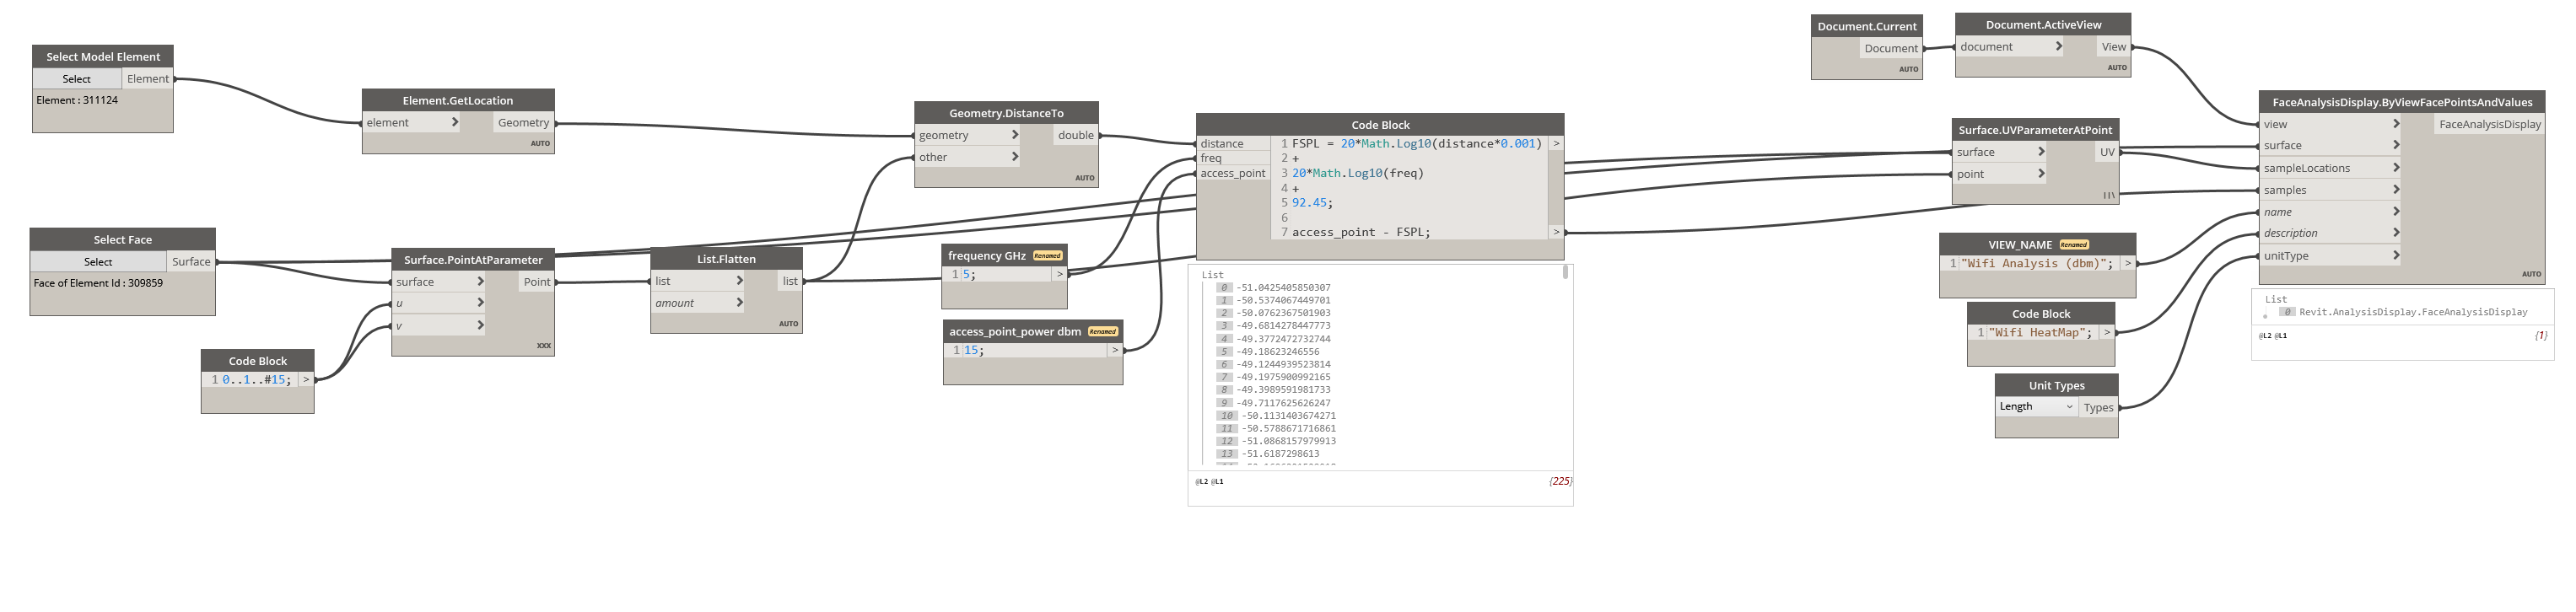 Select Model Element
Select Element
Element : 311124
Select Face
Select Surface
Face of Element Id : 309859
Code Block
1 0..1..#15; >
Element.GetLocation
element > Geometry
AUTO
Surface.PointAtParameter
surface > Point
u >
v >
XXX
List.Flatten
list > list
amount >
AUTO
Geometry.DistanceTo
geometry > double
other >
AUTO
frequency GHz Renamed
1 5; >
access_point_power dbm Renamed
1 15; >
Code Block
distance
freq
access_point
1 FSPL = 20*Math.Log10(distance*0.001) >
2 +
3 20*Math.Log10(freq)
4 +
5 92.45;
6
7 access_point - FSPL; >
List
0 -51.0425405850307
1 -50.5374067449701
2 -50.0762367501903
3 -49.6814278447773
4 -49.3772472732744
5 -49.18623246556
6 -49.1244939523814
7 -49.1975900992165
8 -49.3989591981733
9 -49.7117625626247
10 -50.1131403674271
11 -50.5788671716861
12 -51.0868157979913
13 -51.6187298613
@L2 @L1 {225}
Document.Current
Document
AUTO
Document.ActiveView
document > View
AUTO
Surface.UVParameterAtPoint
surface > UV
point >
VIEW_NAME Renamed
1 "Wifi Analysis (dbm)"; >
Code Block
1 "Wifi HeatMap"; >
Unit Types
Length Types
FaceAnalysisDisplay.ByViewFacePointsAndValues
view > FaceAnalysisDisplay
surface >
sampleLocations >
samples >
name >
description >
unitType >
AUTO
List
0 Revit.AnalysisDisplay.FaceAnalysisDisplay
@L2 @L1 {1}